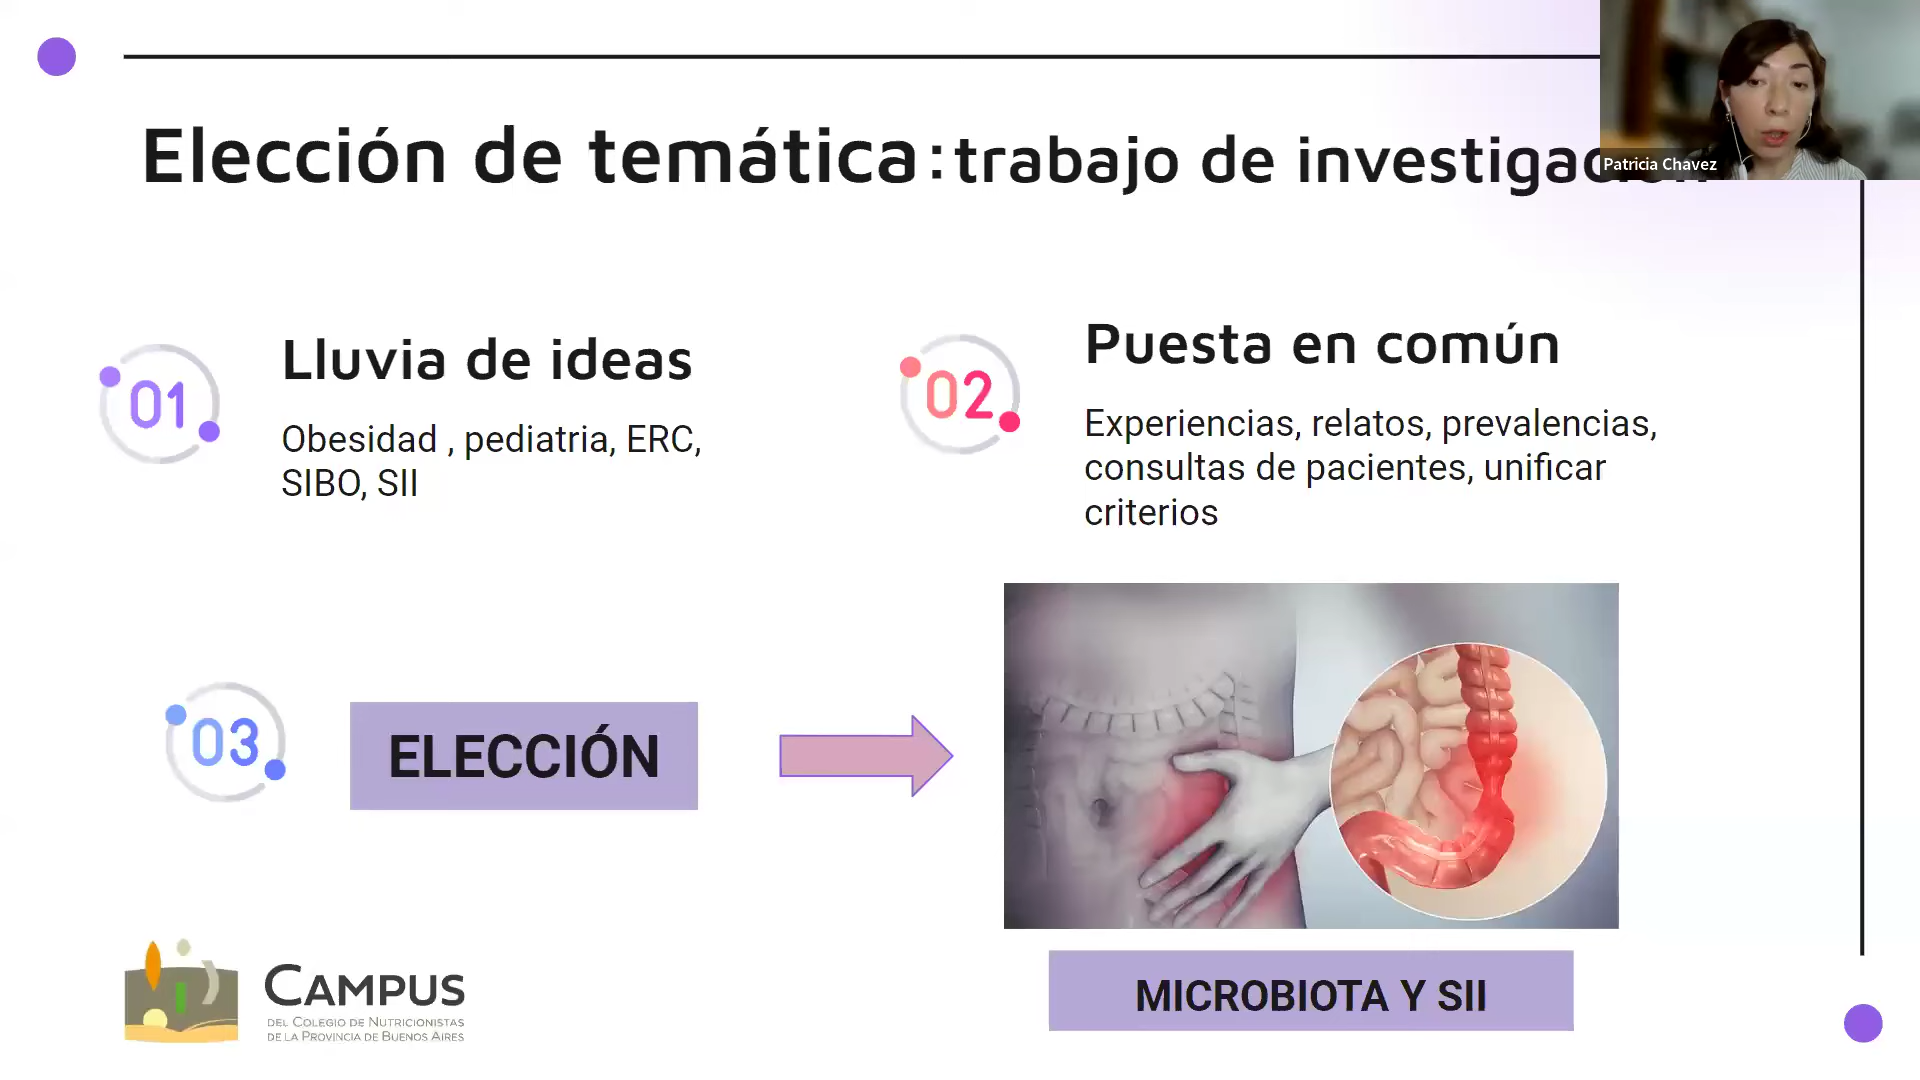 Elección de temática: trabajo de investigación
Patricia Chavez
01
Lluvia de ideas
Obesidad , pediatria, ERC,
SIBO, SII
02
Puesta en común
Experiencias, relatos, prevalencias,
consultas de pacientes, unificar
criterios
03
ELECCIÓN
MICROBIOTA Y SII
CAMPUS
DEL COLEGIO DE NUTRICIONISTAS
DE LA PROVINCIA DE BUENOS AIRES